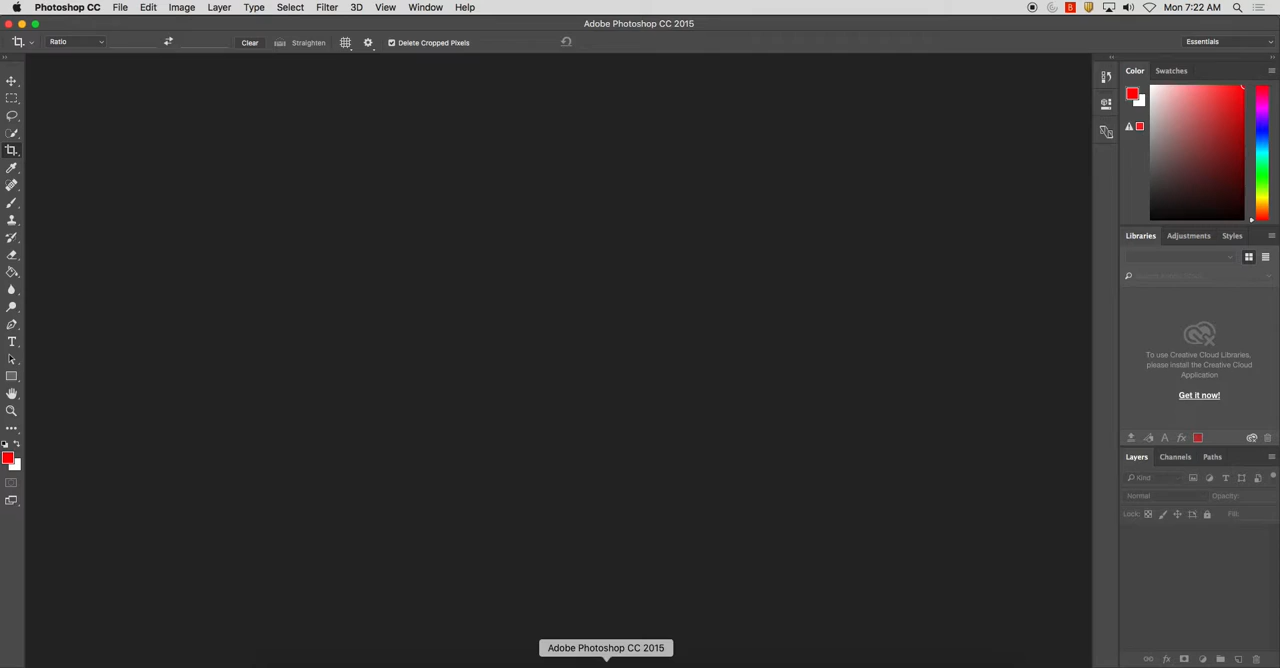 Photoshop CC File Edit Image Layer Type Select Filter 3D View Window Help Mon 7:22 AM
Adobe Photoshop CC 2015
Ratio Clear Straighten Delete Cropped Pixels Essentials
Color Swatches
Libraries Adjustments Styles
To use Creative Cloud Libraries,
please install the Creative Cloud
Application
Get it now!
Layers Channels Paths
Kind
Normal Opacity:
Lock: Fill:
Adobe Photoshop CC 2015